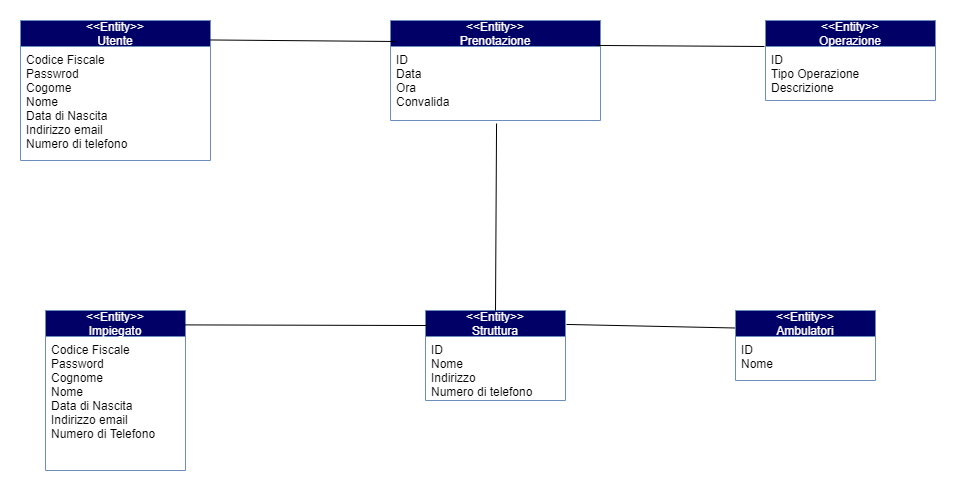 <<Entity>>
Utente
Codice Fiscale
Passwrod
Cogome
Nome
Data di Nascita
Indirizzo email
Numero di telefono
<<Entity>>
Prenotazione
ID
Data
Ora
Convalida
<<Entity>>
Operazione
ID
Tipo Operazione
Descrizione
<<Entity>>
Impiegato
Codice Fiscale
Password
Cognome
Nome
Data di Nascita
Indirizzo email
Numero di Telefono
<<Entity>>
Struttura
ID
Nome
Indirizzo
Numero di telefono
<<Entity>>
Ambulatori
ID
Nome